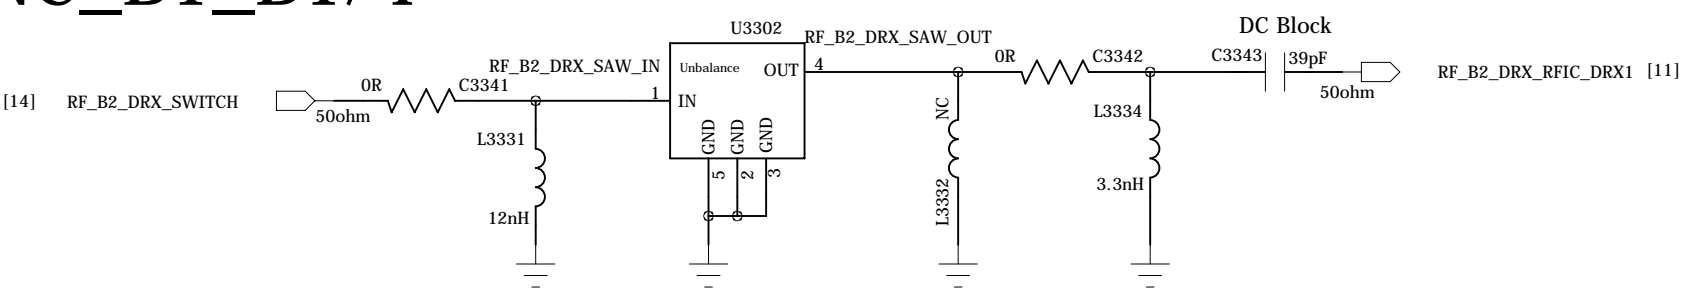 DC Block
U3302
RF_B2_DRX_SAW_OUT
0R
C3342
C3343
39pF
RF_B2_DRX_SAW_IN
Unbalance
OUT
4
RF_B2_DRX_RFIC_DRX1
[11]
0R
C3341
1
IN
50ohm
[14]
RF_B2_DRX_SWITCH
50ohm
NC
L3334
L3331
GND
GND
GND
5
2
3
3.3nH
L3332
12nH